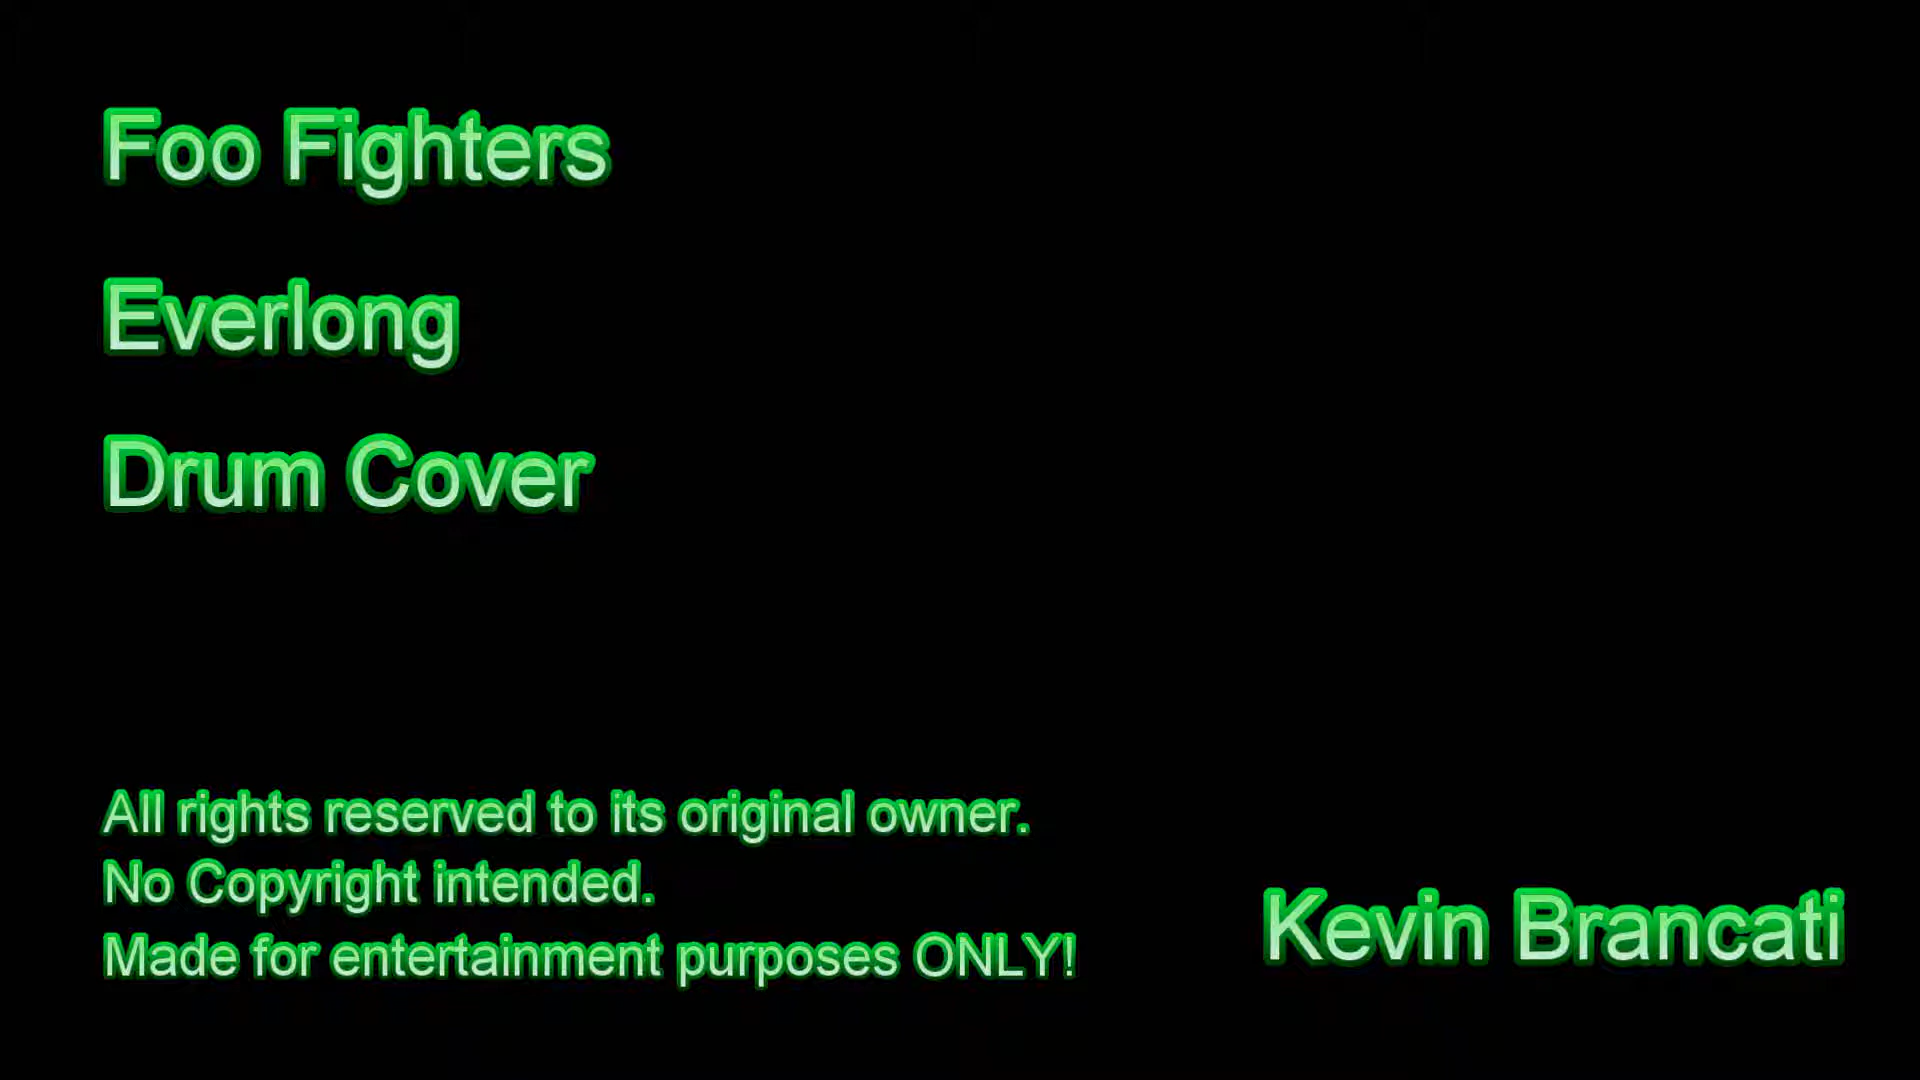 Foo Fighters
Everlong
Drum Cover
All rights reserved to its original owner.
No Copyright intended.
Made for entertainment purposes ONLY!
Kevin Brancati